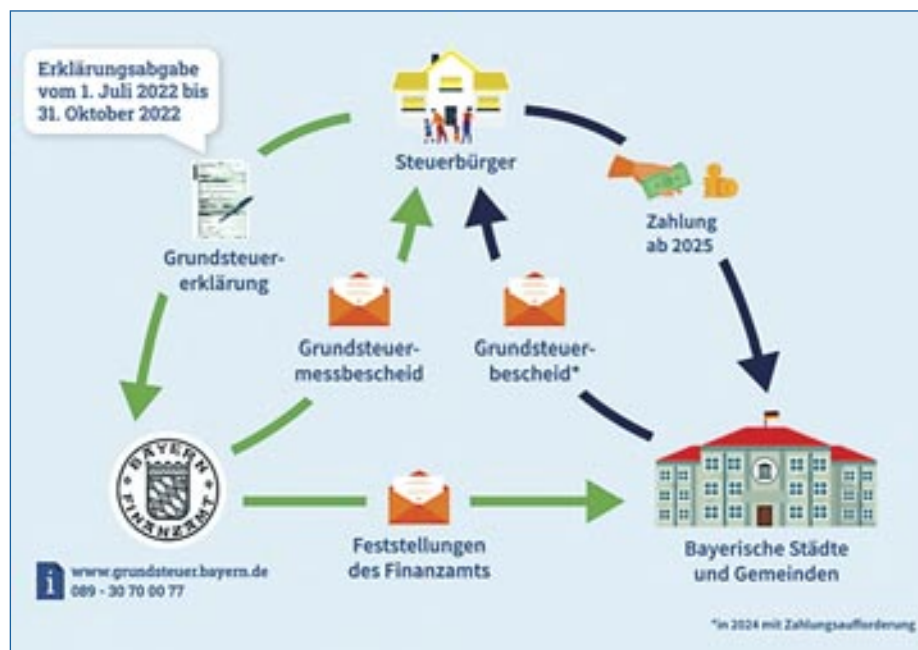 Erklärungsabgabe
vom 1. Juli 2022 bis
31. Oktober 2022
Steuerbürger
Grundsteuer-
erklärung
Zahlung
ab 2025
Grundsteuer-
messbescheid
Grundsteuer-
bescheid*
BAYERN
FINANZAMT
Feststellungen
des Finanzamts
Bayerische Städte
und Gemeinden
i www.grundsteuer.bayern.de
089 - 30 70 00 77
*in 2024 mit Zahlungsaufforderung